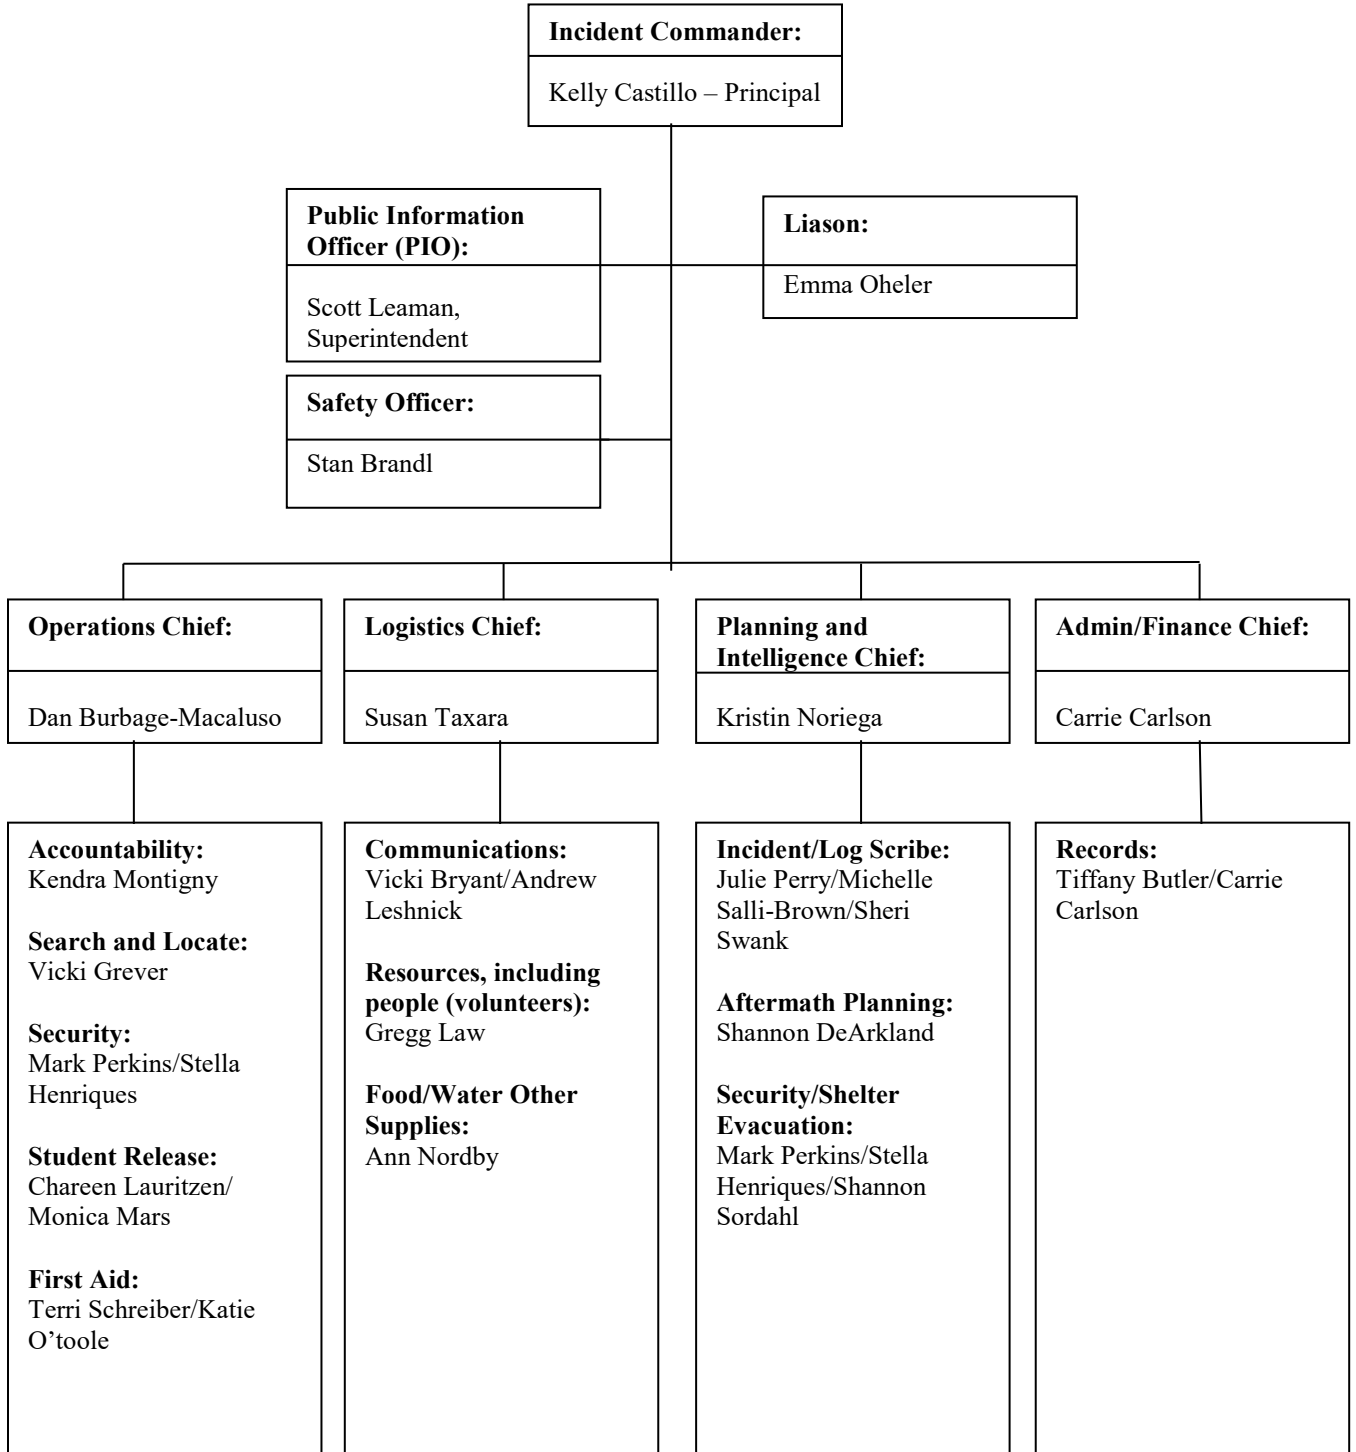 Incident Commander:
Kelly Castillo – Principal
Public Information
Officer (PIO):
Scott Leaman,
Superintendent
Liason:
Emma Oheler
Safety Officer:
Stan Brandl
Operations Chief:
Dan Burbage-Macaluso
Logistics Chief:
Susan Taxara
Planning and
Intelligence Chief:
Kristin Noriega
Admin/Finance Chief:
Carrie Carlson
Accountability:
Kendra Montigny
Search and Locate:
Vicki Grever
Security:
Mark Perkins/Stella
Henriques
Student Release:
Chareen Lauritzen/
Monica Mars
First Aid:
Terri Schreiber/Katie
O’toole
Communications:
Vicki Bryant/Andrew
Leshnick
Resources, including
people (volunteers):
Gregg Law
Food/Water Other
Supplies:
Ann Nordby
Incident/Log Scribe:
Julie Perry/Michelle
Salli-Brown/Sheri
Swank
Aftermath Planning:
Shannon DeArkland
Security/Shelter
Evacuation:
Mark Perkins/Stella
Henriques/Shannon
Sordahl
Records:
Tiffany Butler/Carrie
Carlson